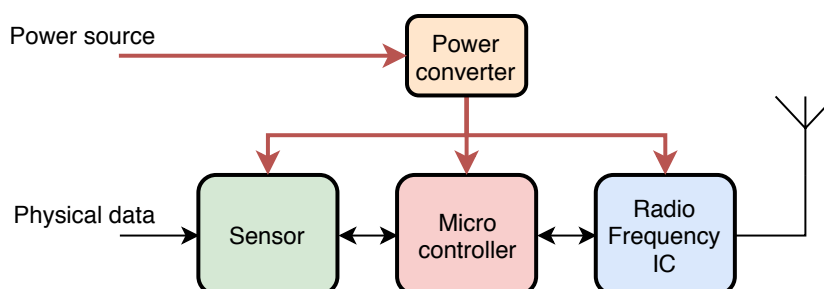 Power source
Power
converter
Physical data
Sensor
Micro
controller
Radio
Frequency
IC